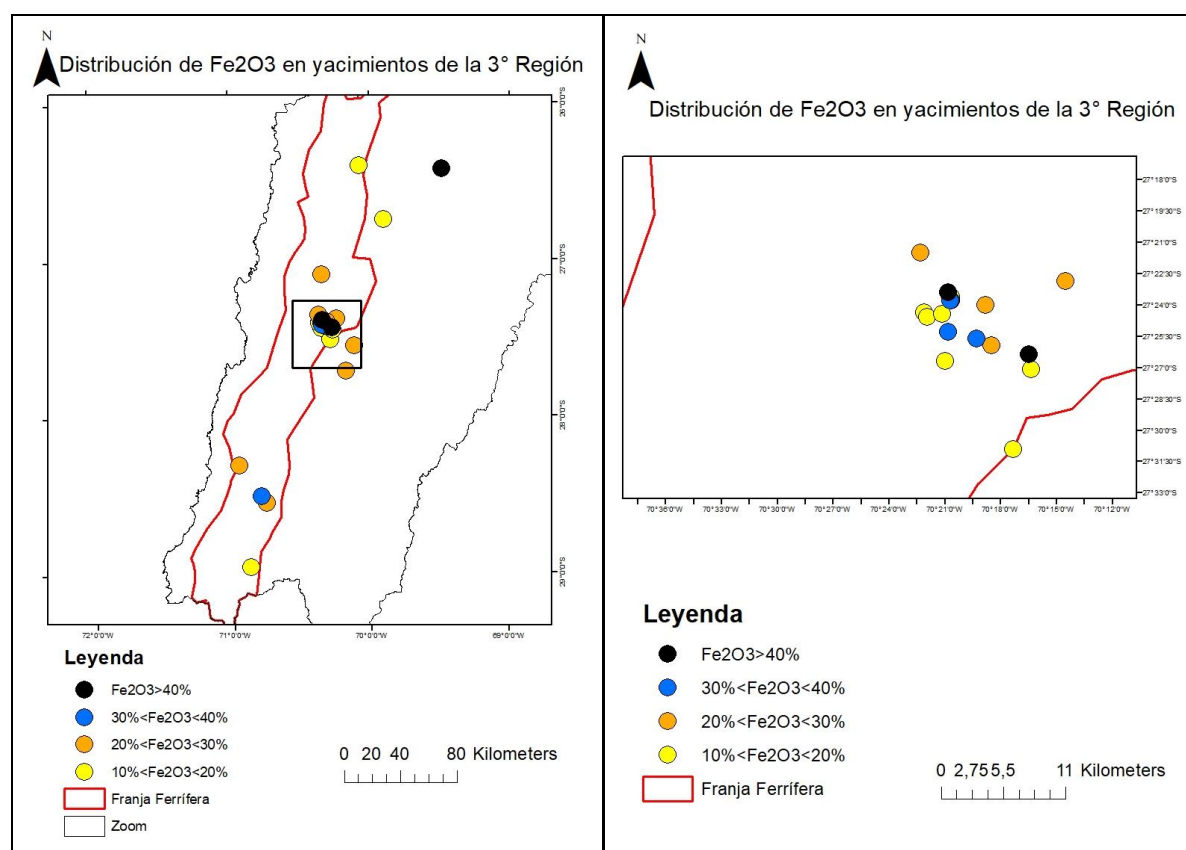 N
Distribución de Fe2O3 en yacimientos de la 3° Región
26°0'0"S
27°0'0"S
28°0'0"S
72°0'0"W
71°0'0"W
70°0'0"W
69°0'0"W
Leyenda
Fe2O3>40%
30%<Fe2O3<40%
20%<Fe2O3<30%
10%<Fe2O3<20%
Franja Ferrífera
Zoom
0 20 40 80 Kilometers
N
Distribución de Fe2O3 en yacimientos de la 3° Región
27°18'0"S
27°19'30"S
27°21'0"S
27°22'30"S
27°24'0"S
27°25'30"S
27°27'0"S
27°28'30"S
27°30'0"S
27°31'30"S
27°33'0"S
70°36'0"W
70°33'0"W
70°30'0"W
70°27'0"W
70°24'0"W
70°21'0"W
70°18'0"W
70°15'0"W
70°12'0"W
Leyenda
Fe2O3>40%
30%<Fe2O3<40%
20%<Fe2O3<30%
10%<Fe2O3<20%
Franja Ferrífera
0 2,75 5,5 11 Kilometers